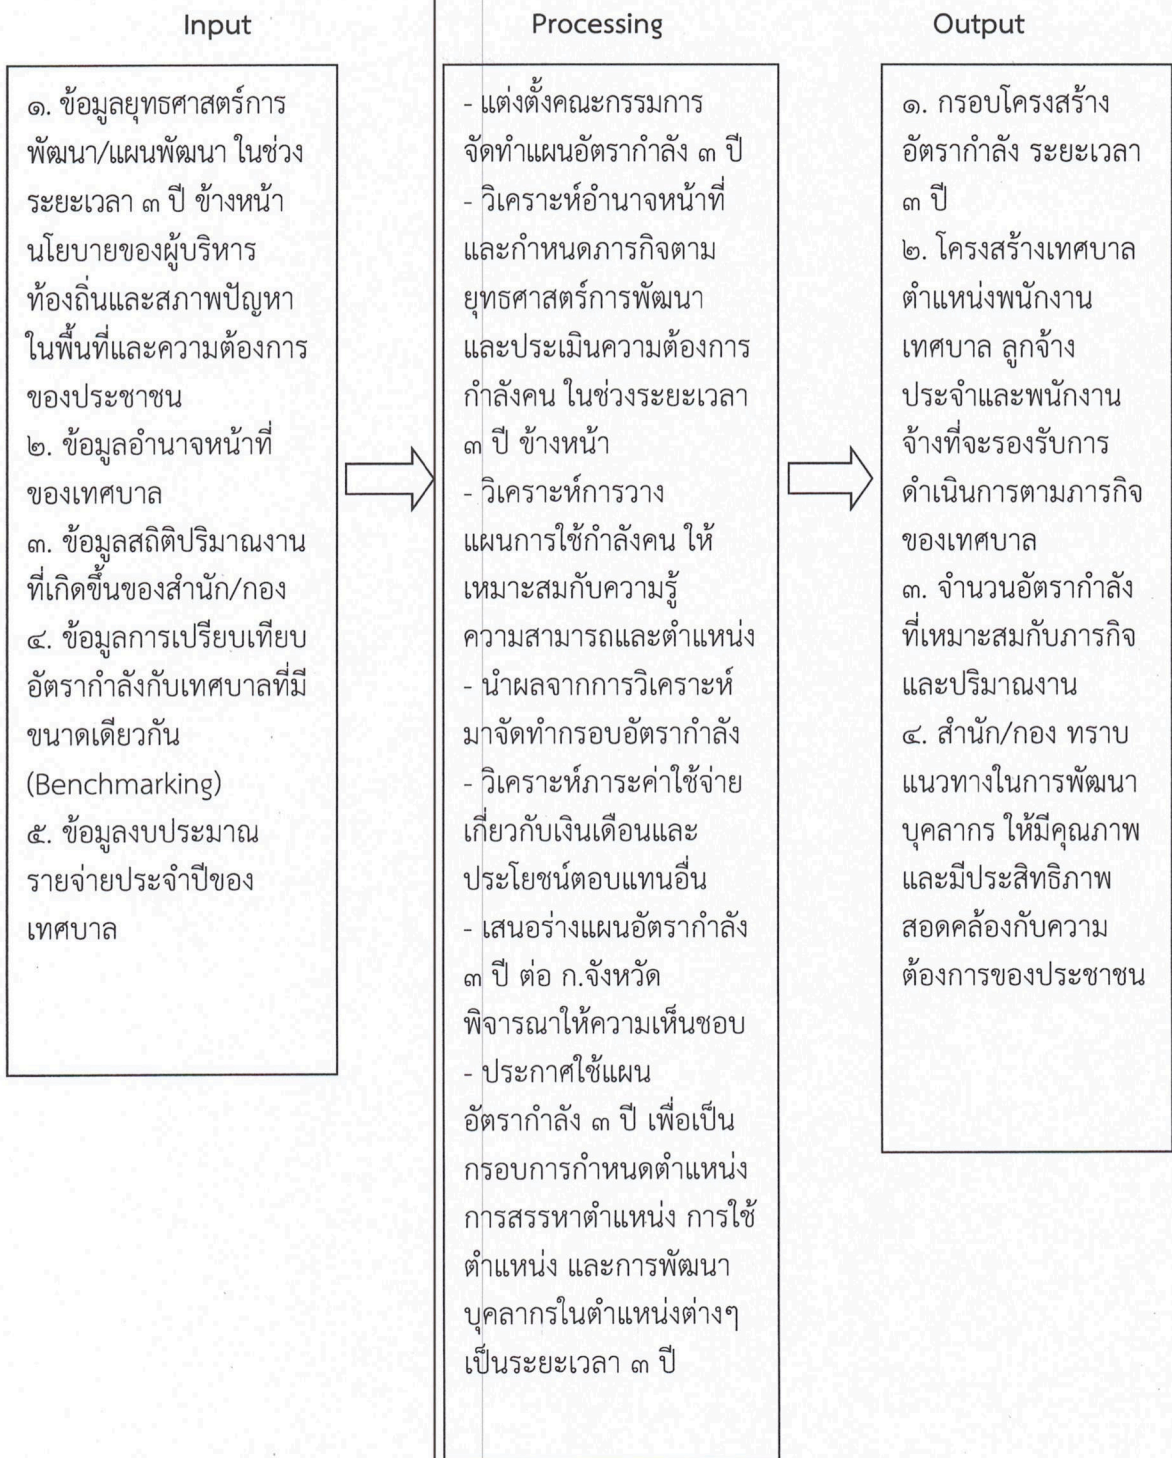 Input
๑. ข้อมูลยุทธศาสตร์การ
พัฒนา/แผนพัฒนา ในช่วง
ระยะเวลา ๓ ปี ข้างหน้า
นโยบายของผู้บริหาร
ท้องถิ่นและสภาพปัญหา
ในพื้นที่และความต้องการ
ของประชาชน
๒. ข้อมูลอำนาจหน้าที่
ของเทศบาล
๓. ข้อมูลสถิติปริมาณงาน
ที่เกิดขึ้นของสำนัก/กอง
๔. ข้อมูลการเปรียบเทียบ
อัตรากำลังกับเทศบาลที่มี
ขนาดเดียวกัน
(Benchmarking)
๕. ข้อมูลงบประมาณ
รายจ่ายประจำปีของ
เทศบาล
Processing
- แต่งตั้งคณะกรรมการ
จัดทำแผนอัตรากำลัง ๓ ปี
- วิเคราะห์อำนาจหน้าที่
และกำหนดภารกิจตาม
ยุทธศาสตร์การพัฒนา
และประเมินความต้องการ
กำลังคน ในช่วงระยะเวลา
๓ ปี ข้างหน้า
- วิเคราะห์การวาง
แผนการใช้กำลังคน ให้
เหมาะสมกับความรู้
ความสามารถและตำแหน่ง
- นำผลจากการวิเคราะห์
มาจัดทำกรอบอัตรากำลัง
- วิเคราะห์ภาระค่าใช้จ่าย
เกี่ยวกับเงินเดือนและ
ประโยชน์ตอบแทนอื่น
- เสนอร่างแผนอัตรากำลัง
๓ ปี ต่อ ก.จังหวัด
พิจารณาให้ความเห็นชอบ
- ประกาศใช้แผน
อัตรากำลัง ๓ ปี เพื่อเป็น
กรอบการกำหนดตำแหน่ง
การสรรหาตำแหน่ง การใช้
ตำแหน่ง และการพัฒนา
บุคลากรในตำแหน่งต่างๆ
เป็นระยะเวลา ๓ ปี
Output
๑. กรอบโครงสร้าง
อัตรากำลัง ระยะเวลา
๓ ปี
๒. โครงสร้างเทศบาล
ตำแหน่งพนักงาน
เทศบาล ลูกจ้าง
ประจำและพนักงาน
จ้างที่จะรองรับการ
ดำเนินการตามภารกิจ
ของเทศบาล
๓. จำนวนอัตรากำลัง
ที่เหมาะสมกับภารกิจ
และปริมาณงาน
๔. สำนัก/กอง ทราบ
แนวทางในการพัฒนา
บุคลากร ให้มีคุณภาพ
และมีประสิทธิภาพ
สอดคล้องกับความ
ต้องการของประชาชน